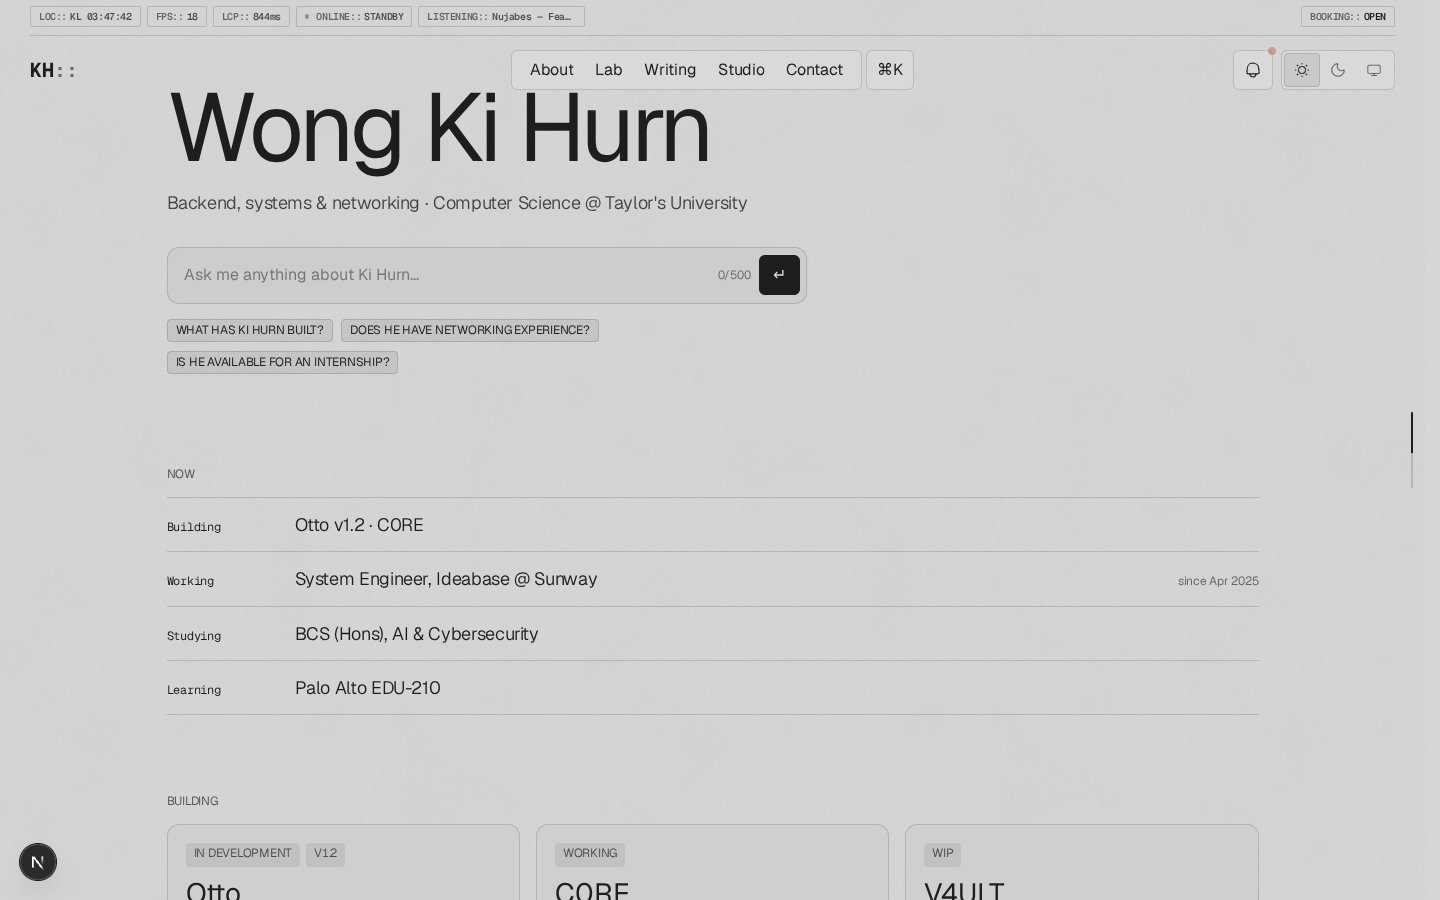 LOC:: KL 03:47:42 FPS:: 18 LCP:: 844ms ONLINE:: STANDBY LISTENING:: Nujabes — Fea… BOOKING:: OPEN
KH:: About Lab Writing Studio Contact ⌘K
Wong Ki Hurn
Backend, systems & networking · Computer Science @ Taylor's University
Ask me anything about Ki Hurn... 0/500 ↵
WHAT HAS KI HURN BUILT? DOES HE HAVE NETWORKING EXPERIENCE?
IS HE AVAILABLE FOR AN INTERNSHIP?
NOW
Building Otto v1.2 · C0RE
Working System Engineer, Ideabase @ Sunway since Apr 2025
Studying BCS (Hons), AI & Cybersecurity
Learning Palo Alto EDU-210
BUILDING
IN DEVELOPMENT V1.2 WORKING WIP
Otto C0RE V4ULT
N